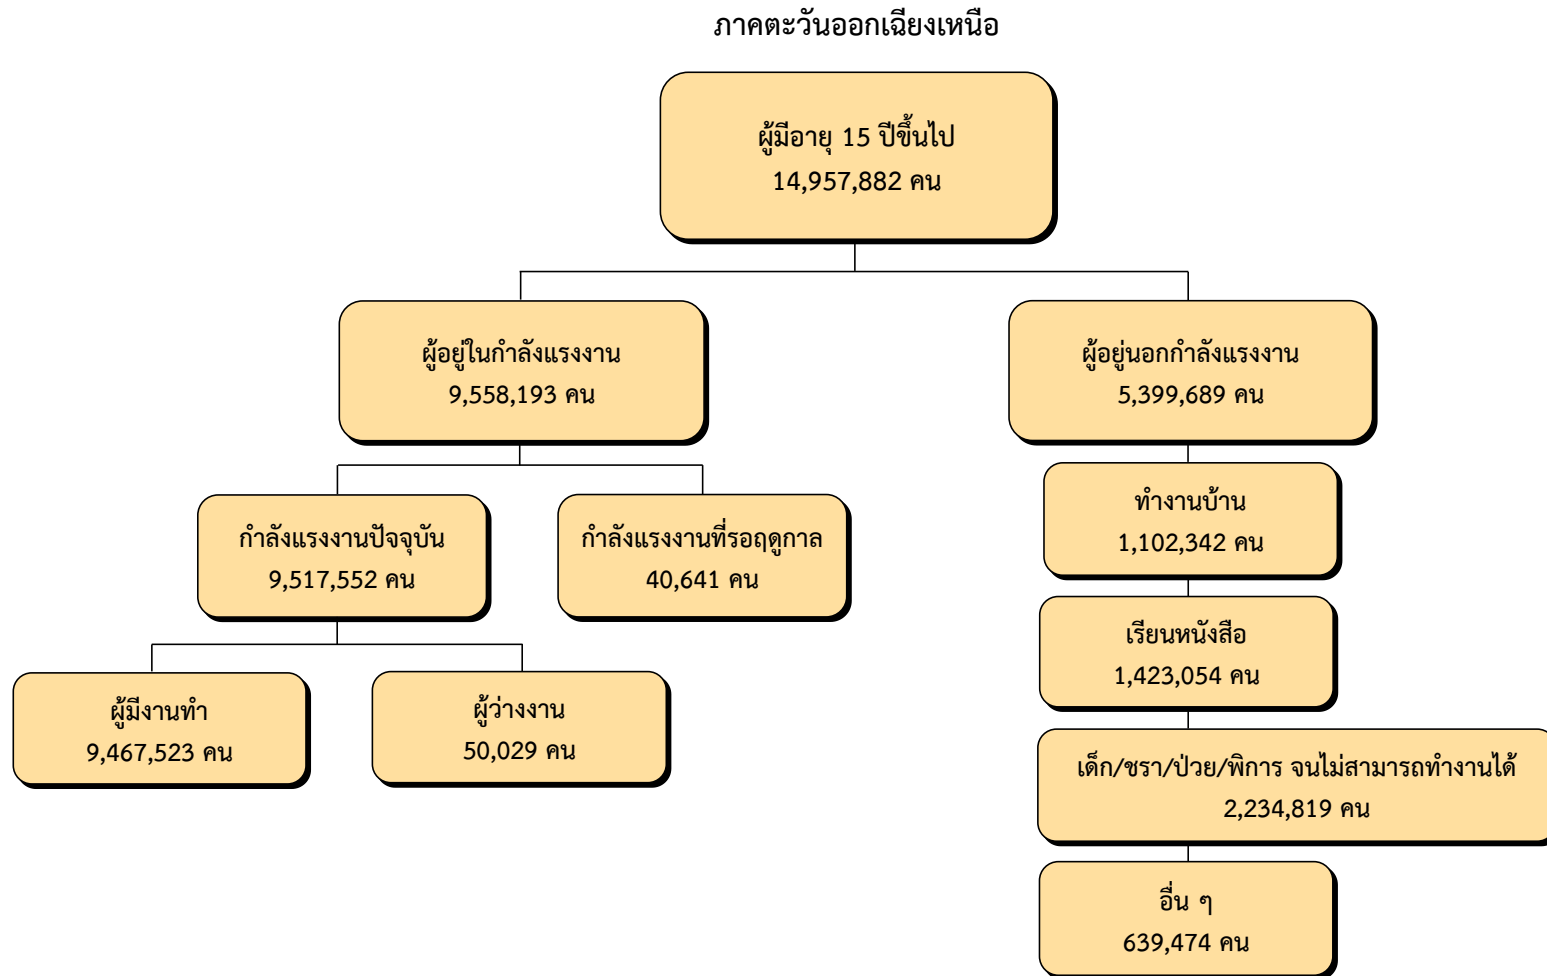 ภาคตะวันออกเฉียงเหนือ
ผู้มีอายุ 15 ปีขึ้นไป
14,957,882 คน
ผู้อยู่ในกำลังแรงงาน
9,558,193 คน
ผู้อยู่นอกกำลังแรงงาน
5,399,689 คน
กำลังแรงงานปัจจุบัน
9,517,552 คน
กำลังแรงงานที่รอฤดูกาล
40,641 คน
ผู้มีงานทำ
9,467,523 คน
ผู้ว่างงาน
50,029 คน
ทำงานบ้าน
1,102,342 คน
เรียนหนังสือ
1,423,054 คน
เด็ก/ชรา/ป่วย/พิการ จนไม่สามารถทำงานได้
2,234,819 คน
อื่น ๆ
639,474 คน